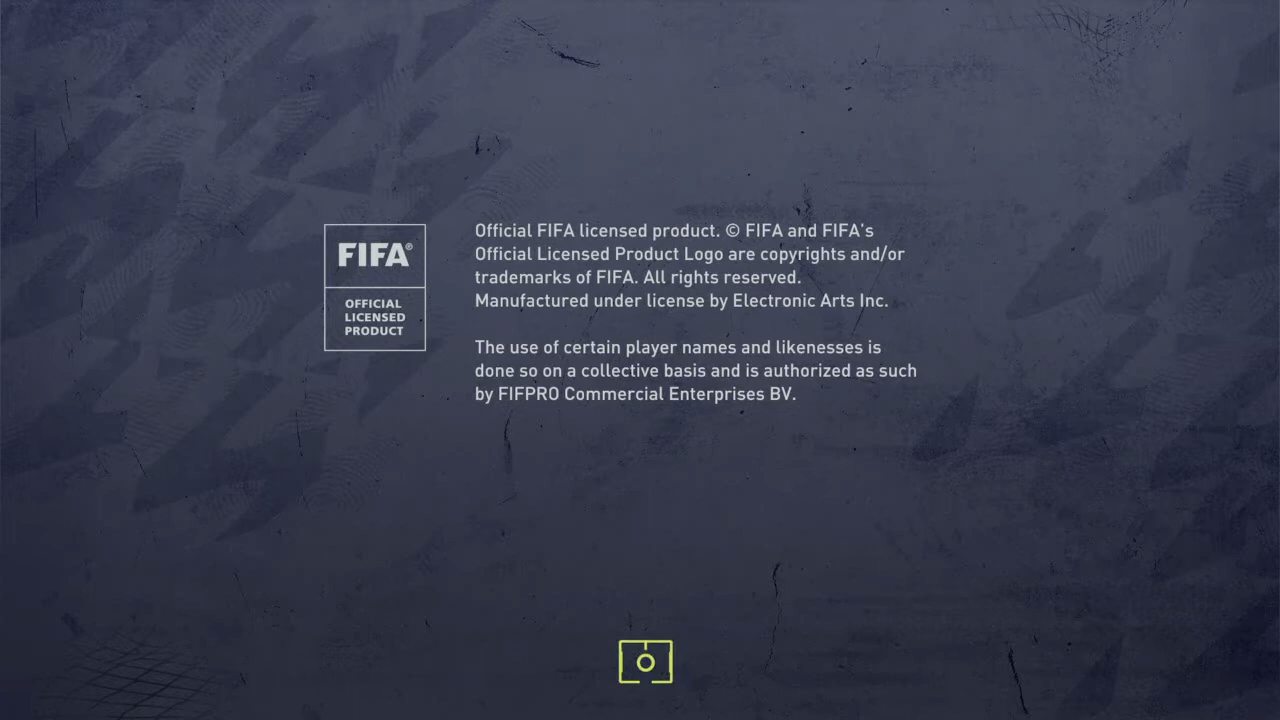 FIFA®
OFFICIAL
LICENSED
PRODUCT
Official FIFA licensed product. © FIFA and FIFA's
Official Licensed Product Logo are copyrights and/or
trademarks of FIFA. All rights reserved.
Manufactured under license by Electronic Arts Inc.
The use of certain player names and likenesses is
done so on a collective basis and is authorized as such
by FIFPRO Commercial Enterprises BV.